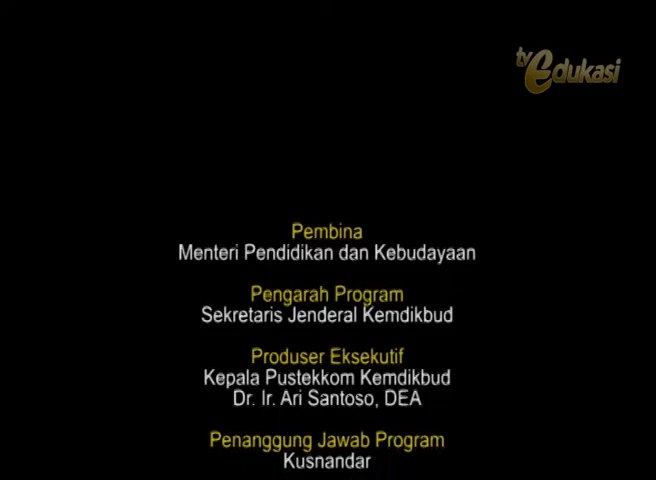 tv edukasi
Pembina
Menteri Pendidikan dan Kebudayaan
Pengarah Program
Sekretaris Jenderal Kemdikbud
Produser Eksekutif
Kepala Pustekkom Kemdikbud
Dr. Ir. Ari Santoso, DEA
Penanggung Jawab Program
Kusnandar